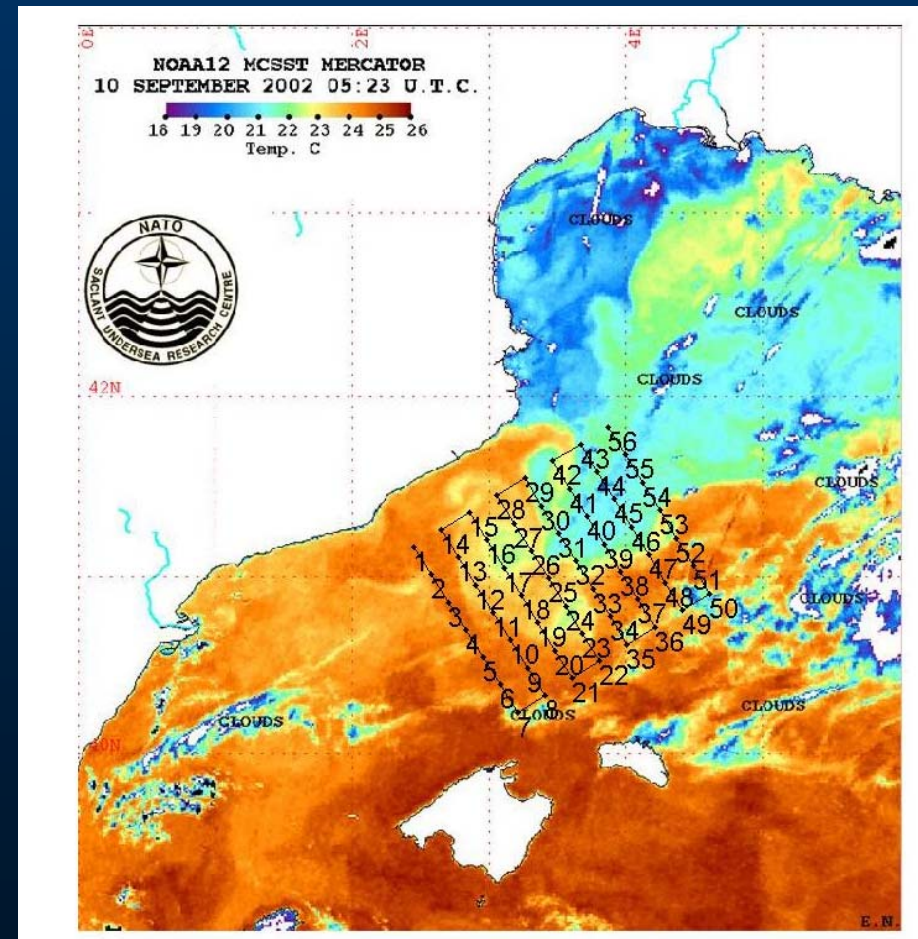 0E
2E
4E
NOAA12 MCSST MERCATOR
10 SEPTEMBER 2002 05:23 U.T.C.
18 19 20 21 22 23 24 25 26
Temp. C
NATO
SACLANT UNDERSEA RESEARCH CENTRE
CLOUDS
CLOUDS
CLOUDS
42N
CLOUDS
56
43
55
42
44
54
29
41
45
53
28
30
40
46
52
15
27
31
39
47
51
14
16
26
32
38
48
50
1
13
17
25
33
37
49
2
12
18
24
34
36
3
11
19
23
35
4
10
20
22
5
9
21
6
8
7
CLOUDS
CLOUDS
CLOUDS
CLOUDS
40N
E.N.